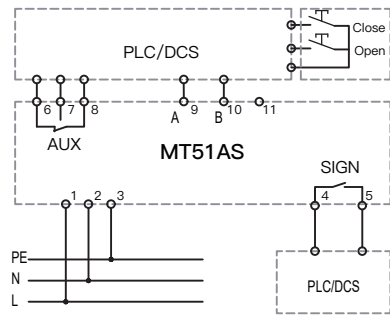 PLC/DCS
Close
Open
6 7 8 9 10 11
A B
AUX
MT51AS
SIGN
1 2 3 4 5
PE
N
L
PLC/DCS